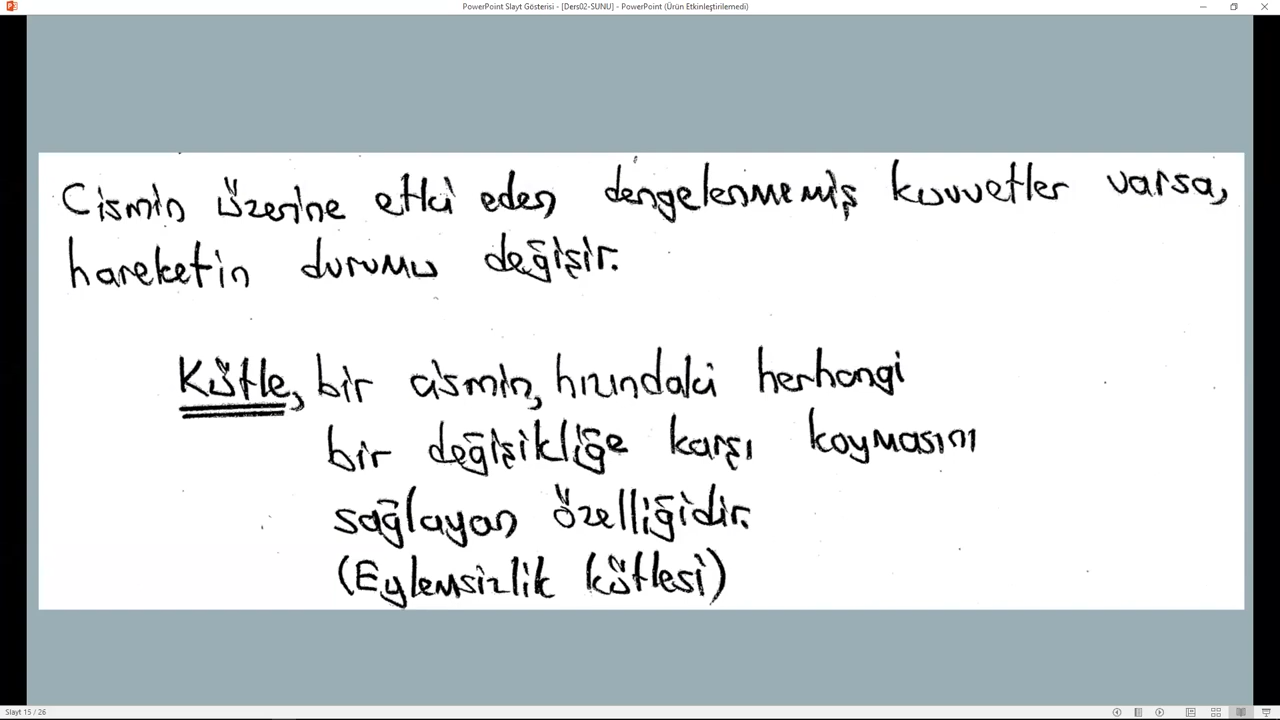 PowerPoint Slayt Gösterisi - [Ders02-SUNU] - PowerPoint (Ürün Etkinleştirilemedi)
Cismin üzerine etki eden dengelenmemiş kuvvetler varsa,
hareketin durumu değişir.
Kütle, bir cismin, hızındaki herhangi
bir değişikliğe karşı koymasını
sağlayan özelliğidir.
(Eylemsizlik kütlesi)
Slayt 15 / 26